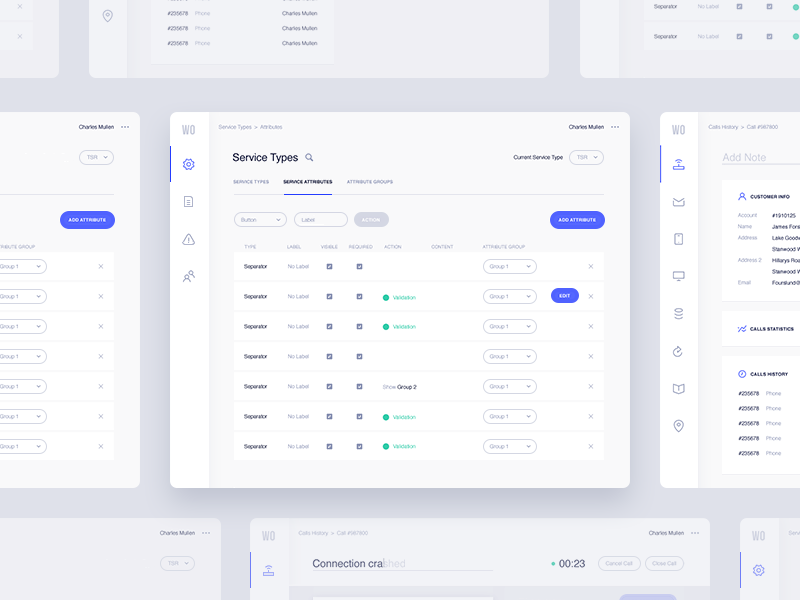 #235678 Phone Charles Mullen
#235678 Phone Charles Mullen
#235678 Phone Charles Mullen
Separator No Label
Separator No Label
Charles Mullen
TSR
ADD ATTRIBUTE
Group 1
Group 1
Group 1
Group 1
Group 1
Group 1
Group 1
WO
Service Types > Attributes
Charles Mullen
Service Types
Current Service Type TSR
SERVICE TYPES SERVICE ATTRIBUTES ATTRIBUTE GROUPS
Button Label ACTION ADD ATTRIBUTE
TYPE LABEL VISIBLE REQUIRED ACTION CONTENT ATTRIBUTE GROUP
Separator No Label Group 1
Separator No Label Validation Group 1 EDIT
Separator No Label Validation Group 1
Separator No Label Group 1
Separator No Label Show Group 2 Group 1
Separator No Label Validation Group 1
Separator No Label Validation Group 1
WO
Calls History > Call #987800
Add Note
CUSTOMER INFO
Account #1910125
Name James
Address Lake
Stanwood
Address 2 Hillarys
Stanwood
Email
CALLS STATISTICS
CALLS HISTORY
#235678 Phone
#235678 Phone
#235678 Phone
#235678 Phone
#235678 Phone
Charles Mullen
TSR
WO
Calls History > Call #987800
Charles Mullen
Connection crashed
00:23 Cancel Call Close Call
WO